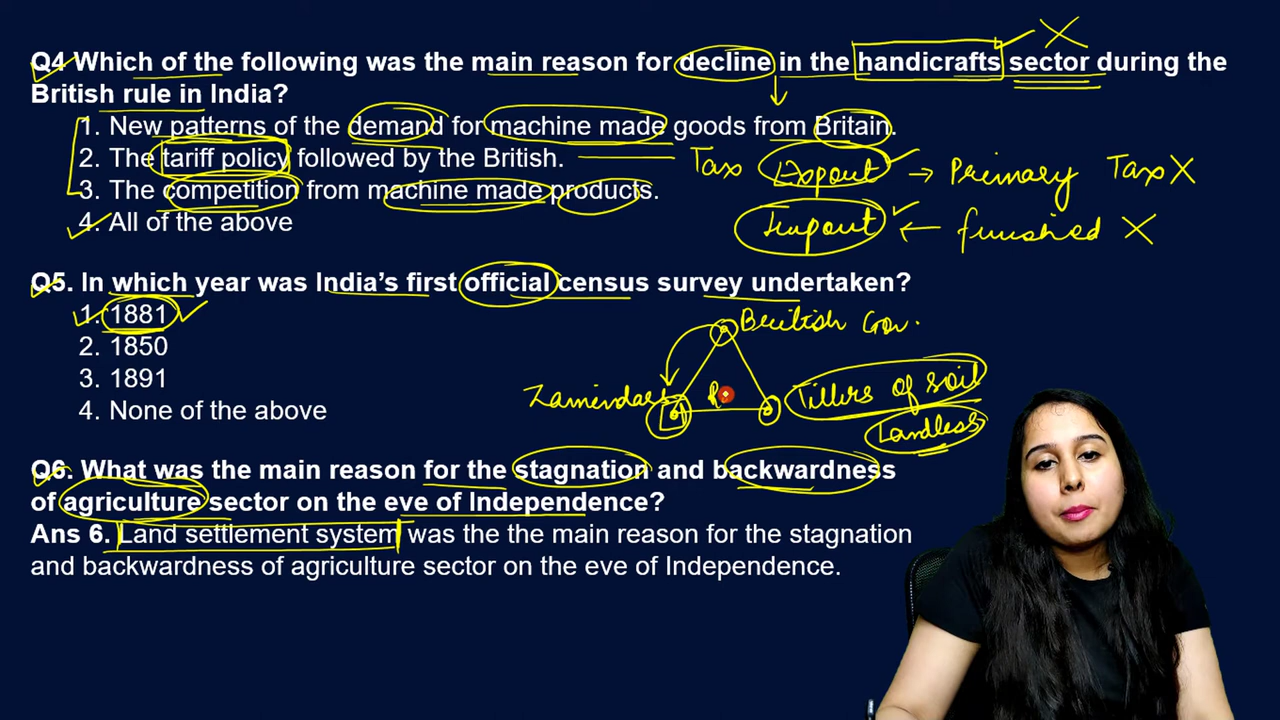 Q4 Which of the following was the main reason for decline in the handicrafts sector during the
British rule in India?
1. New patterns of the demand for machine made goods from Britain.
2. The tariff policy followed by the British.
3. The competition from machine made products.
4. All of the above
Tax Export → Primary Tax X
Import ← finished X
Q5. In which year was India's first official census survey undertaken?
1. 1881
2. 1850
3. 1891
4. None of the above
British Gov.
Zamindar
Tillers of soil
Landless
Q6. What was the main reason for the stagnation and backwardness
of agriculture sector on the eve of Independence?
Ans 6. Land settlement system was the the main reason for the stagnation
and backwardness of agriculture sector on the eve of Independence.